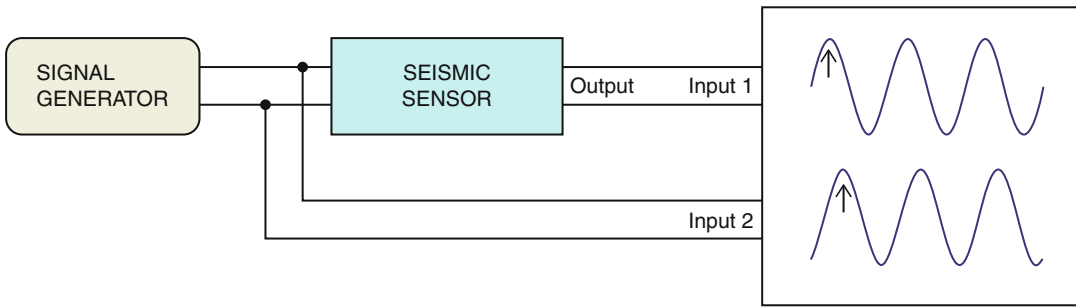 SIGNAL
GENERATOR
SEISMIC
SENSOR
Output
Input 1
Input 2